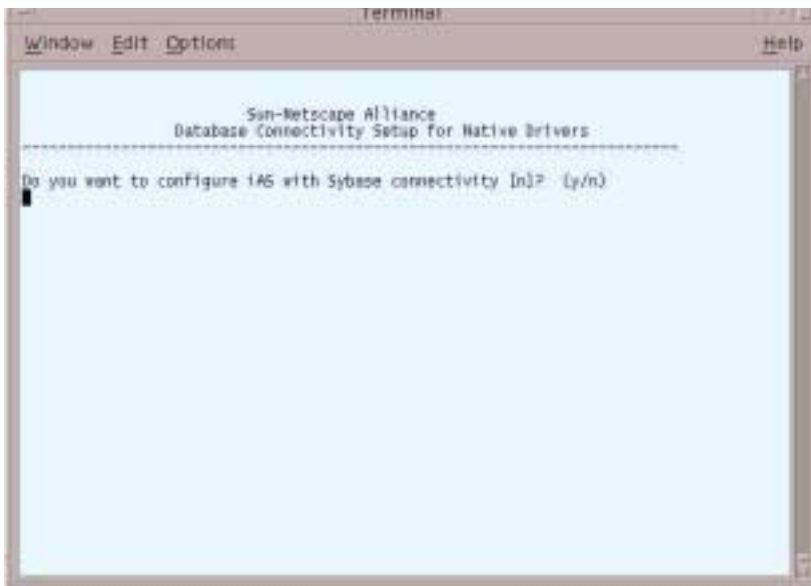 Terminal
Window Edit Options Help
Sun-Netscape Alliance
Database Connectivity Setup for Native Drivers
--------------------------------------------------------------------------------
Do you want to configure iAS with Sybase connectivity [n]? (y/n)